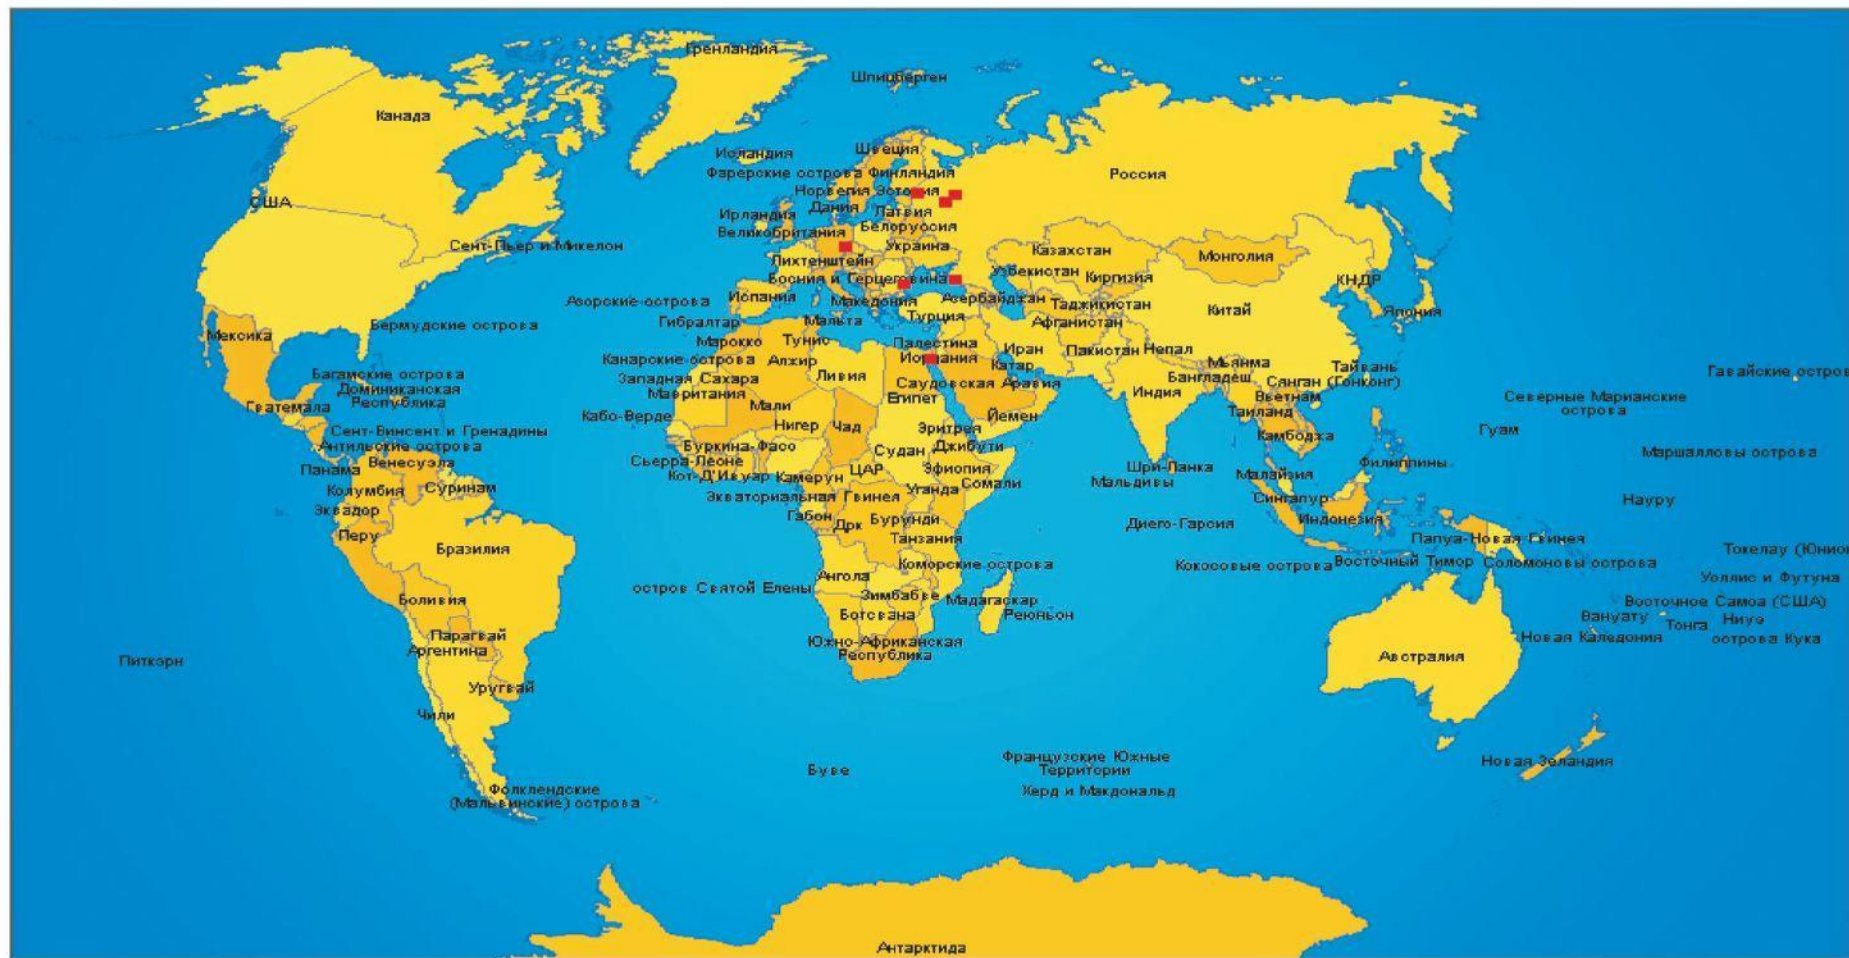 Гренландия
Шпицберген
Канада
Исландия
Швеция
Фарерские острова
Финляндия
Россия
Норвегия
Эстония
США
Дания
Латвия
Ирландия
Великобритания
Белоруссия
Сент-Пьер и Микелон
Украина
Казахстан
Монголия
Лихтенштейн
Узбекистан
Киргизия
КНДР
Босния и Герцеговина
Азорские острова
Испания
Македония
Азербайджан
Таджикистан
Китай
Япония
Бермудские острова
Гибралтар
Мальта
Турция
Афганистан
Мексика
Марокко
Тунис
Палестина
Иран
Пакистан
Непал
Канарские острова
Алжир
Иордания
Катар
Мьянма
Тайвань
Багамские острова
Западная Сахара
Ливия
Саудовская Аравия
Бангладеш
Сянган (Гонконг)
Гавайские остров
Доминиканская
Республика
Мавритания
Египет
Индия
Вьетнам
Северные Марианские
острова
Гватемала
Кабо-Верде
Мали
Йемен
Таиланд
Сент-Винсент и Гренадины
Нигер
Чад
Эритрея
Гуам
Антильские острова
Буркина-Фасо
Судан
Джибути
Камбоджа
Панама
Венесуэла
Сьерра-Леоне
ЦАР
Эфиопия
Шри-Ланка
Филиппины
Маршалловы острова
Кот-Д'Ивуар
Камерун
Сомали
Мальдивы
Малайзия
Колумбия
Суринам
Экваториальная
Гвинея
Уганда
Сингапур
Науру
Эквадор
Габон
Дрк
Бурунди
Диего-Гарсия
Индонезия
Перу
Бразилия
Танзания
Папуа-Новая Гвинея
Токелау (Юнион
Коморские острова
Кокосовые острова
Восточный Тимор
Соломоновы острова
Ангола
Уоллис и Футуна
остров Святой Елены
Зимбабве
Мадагаскар
Боливия
Восточное Самоа (США)
Ботсвана
Реюньон
Вануату
Тонга
Ниуэ
Парагвай
Южно-Африканская
Республика
Новая Каледония
острова Кука
Аргентина
Питкэрн
Австралия
Уругвай
Чили
Буве
Французские Южные
Территории
Новая Зеландия
Фолклендские
(Мальвинские) острова
Херд и Макдональд
Антарктида